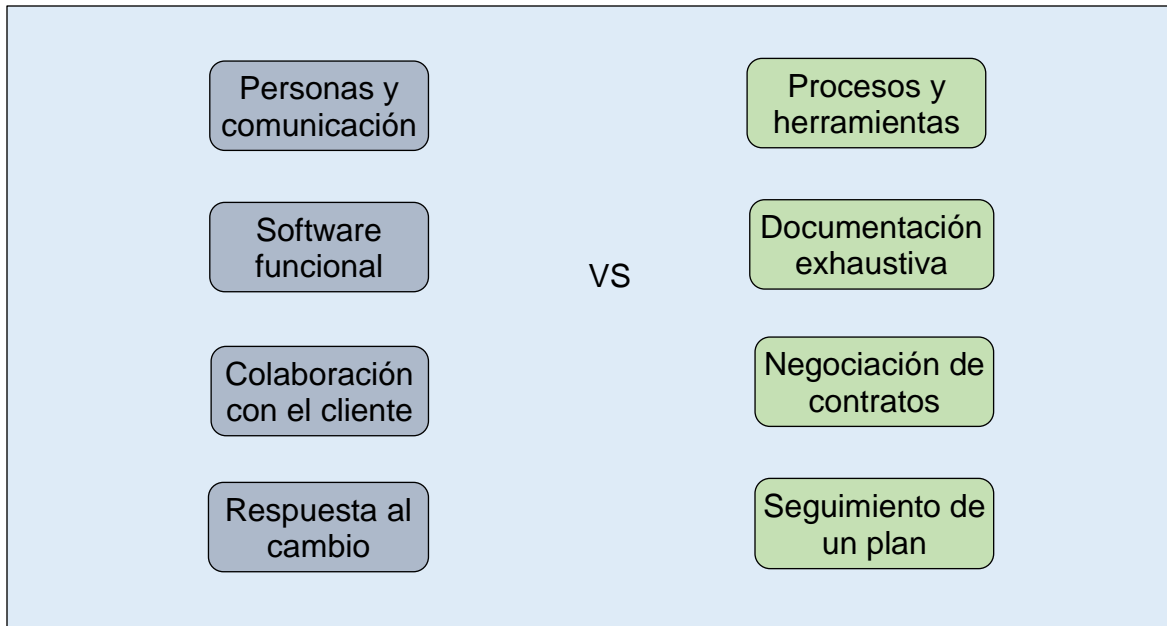 Personas y
comunicación
Procesos y
herramientas
Software
funcional
VS
Documentación
exhaustiva
Colaboración
con el cliente
Negociación de
contratos
Respuesta al
cambio
Seguimiento de
un plan